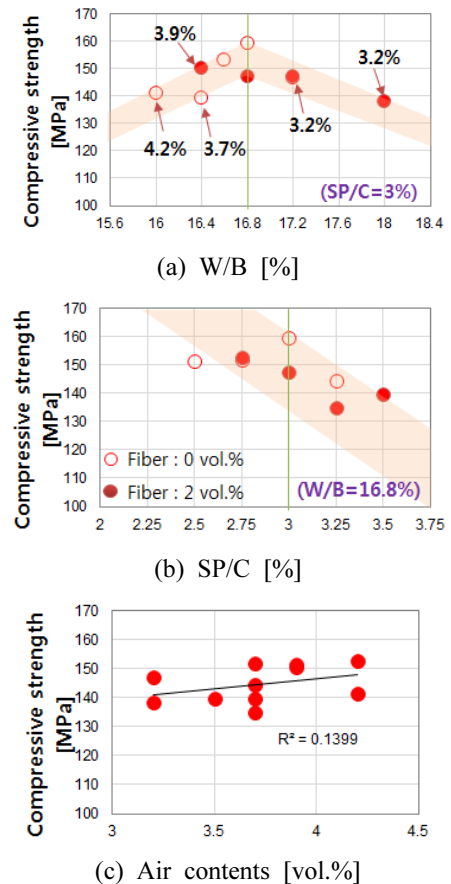 Compressive strength
[MPa]
170
160
150
140
130
120
110
100
3.9%
4.2%
3.7%
3.2%
3.2%
(SP/C=3%)
15.6 16 16.4 16.8 17.2 17.6 18 18.4
(a) W/B [%]
Compressive strength
[MPa]
170
160
150
140
130
120
110
100
Fiber : 0 vol.%
Fiber : 2 vol.%
(W/B=16.8%)
2 2.25 2.5 2.75 3 3.25 3.5 3.75
(b) SP/C [%]
Compressive strength
[MPa]
170
160
150
140
130
120
110
100
R² = 0.1399
3 3.5 4 4.5
(c) Air contents [vol.%]